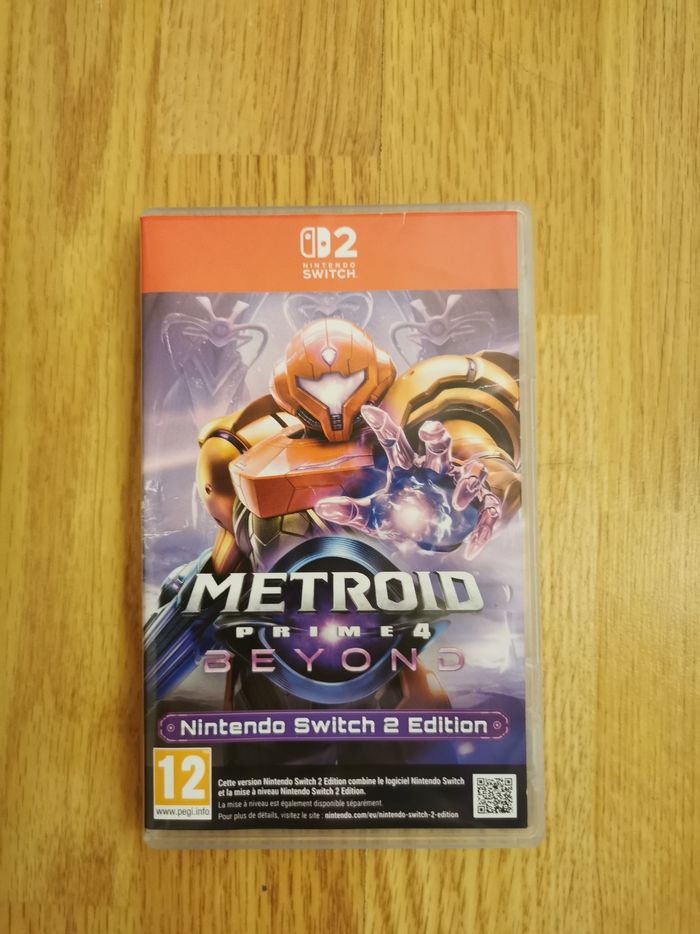 2
NINTENDO
SWITCH
METROID
PRIME 4
BEYOND
Nintendo Switch 2 Edition
12
www.pegi.info
Cette version Nintendo Switch 2 Edition combine le logiciel Nintendo Switch
et la mise à niveau Nintendo Switch 2 Edition.
La mise à niveau est également disponible séparément.
Pour plus de détails, visitez le site : nintendo.com/eu/nintendo-switch-2-edition